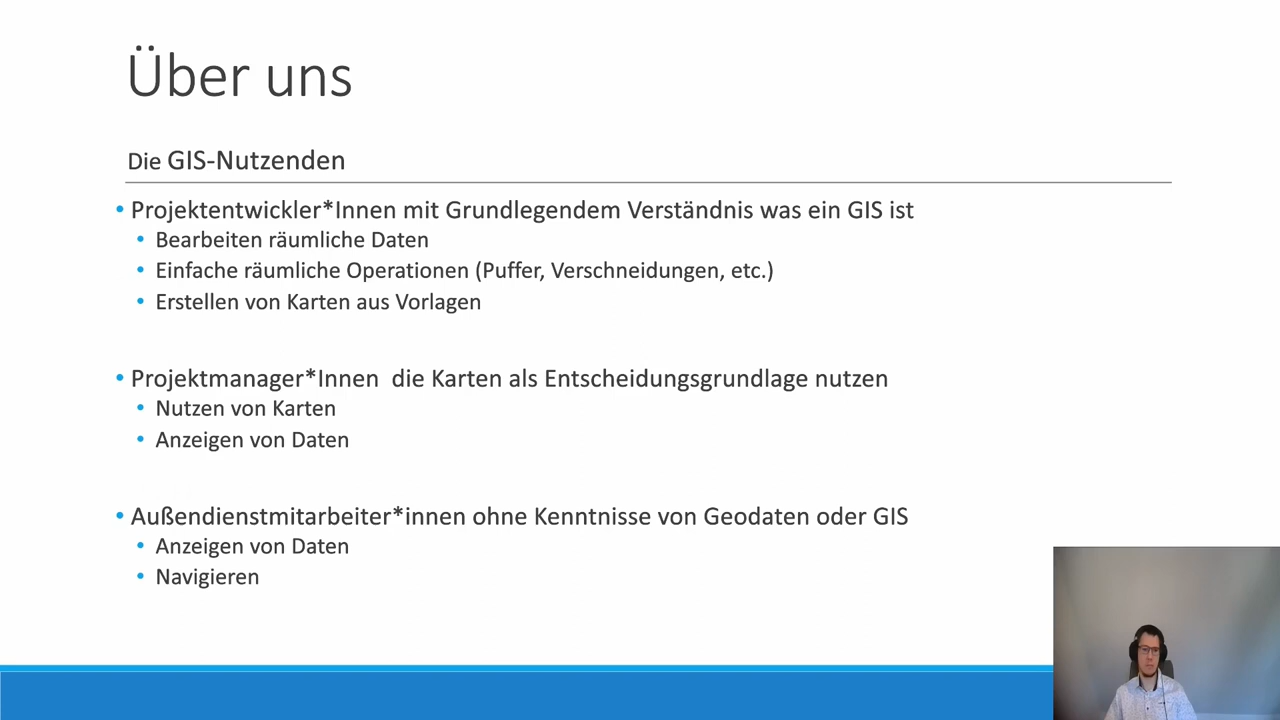 Über uns
Die GIS-Nutzenden
• Projektentwickler*Innen mit Grundlegendem Verständnis was ein GIS ist
• Bearbeiten räumliche Daten
• Einfache räumliche Operationen (Puffer, Verschneidungen, etc.)
• Erstellen von Karten aus Vorlagen
• Projektmanager*Innen  die Karten als Entscheidungsgrundlage nutzen
• Nutzen von Karten
• Anzeigen von Daten
• Außendienstmitarbeiter*innen ohne Kenntnisse von Geodaten oder GIS
• Anzeigen von Daten
• Navigieren